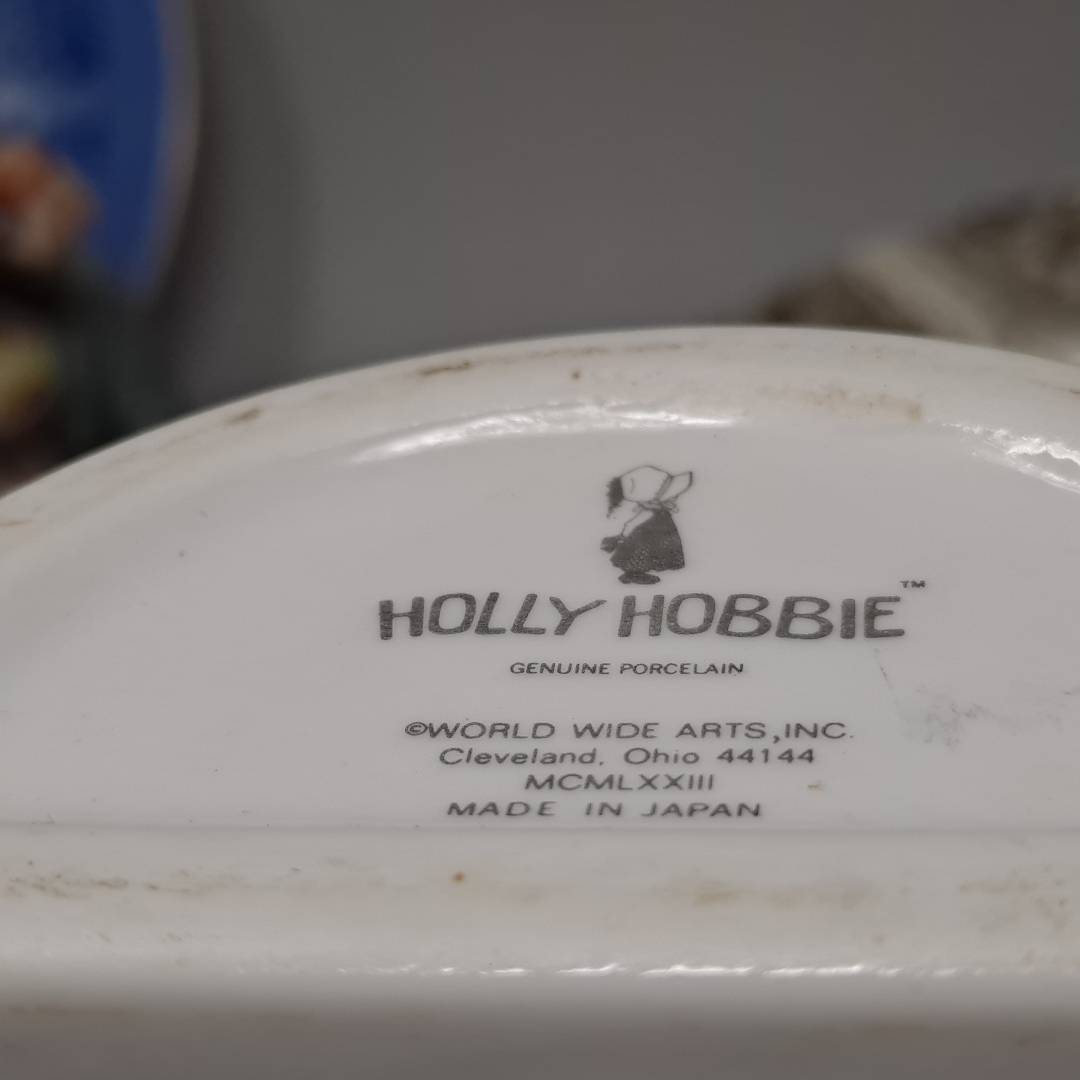 HOLLY HOBBIE™
GENUINE PORCELAIN
©WORLD WIDE ARTS,INC.
Cleveland, Ohio 44144
MCMLXXIII
MADE IN JAPAN